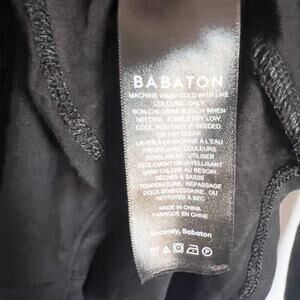 BABATON
MACHINE WASH COLD WITH LIKE
COLOURS. ONLY
NON-CHLORINE BLEACH WHEN
NEEDED. TUMBLE DRY LOW.
COOL IRON ONLY IF NEEDED,
OR DRY CLEAN
LAVER À LA MACHINE À L'EAU
FROIDE AVEC COULEURS
SEMBLABLES. UTILISER
SEULEMENT UN JAVELLISANT
SANS CHLORE AU BESOIN.
SÉCHER À BASSE
TEMPÉRATURE. REPASSAGE
DOUX SI NÉCESSAIRE, OU
NETTOYER À SEC
MADE IN CHINA
FABRIQUÉ EN CHINE
Sincerely, Babaton